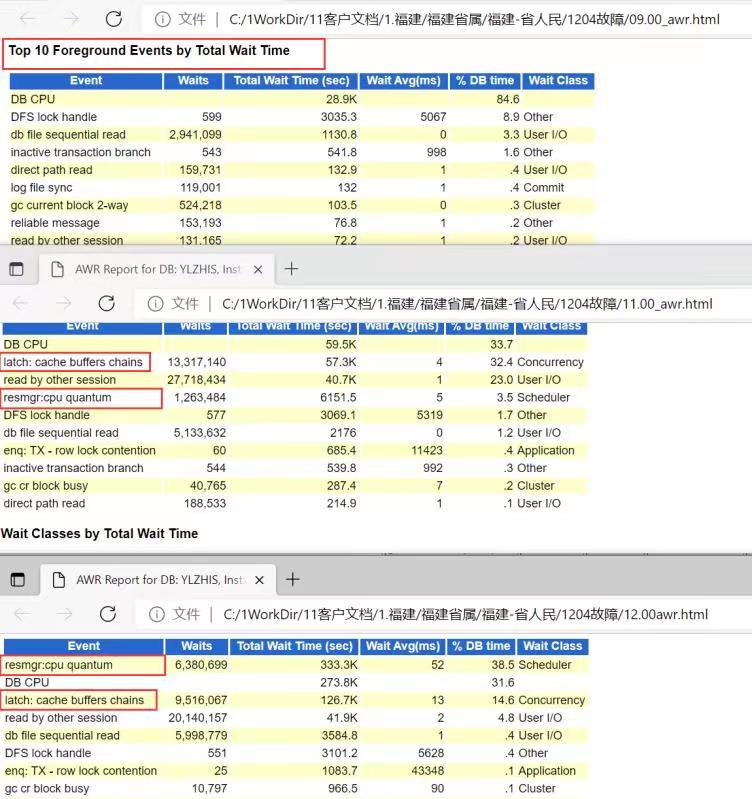 文件 | C:/1WorkDir/11客户文档/1.福建/福建省属/福建-省人民/1204故障/09.00_awr.html
Top 10 Foreground Events by Total Wait Time
Event Waits Total Wait Time (sec) Wait Avg(ms) % DB time Wait Class
DB CPU 28.9K 84.6
DFS lock handle 599 3035.3 5067 8.9 Other
db file sequential read 2,941,099 1130.8 0 3.3 User I/O
inactive transaction branch 543 541.8 998 1.6 Other
direct path read 159,731 132.9 1 .4 User I/O
log file sync 119,001 132 1 .4 Commit
gc current block 2-way 524,218 103.5 0 .3 Cluster
reliable message 153,193 76.8 1 .2 Other
read by other session 131,165 72.2 1 .2 User I/O
AWR Report for DB: YLZHIS, Inst
文件 | C:/1WorkDir/11客户文档/1.福建/福建省属/福建-省人民/1204故障/11.00_awr.html
Event Waits Total Wait Time (sec) Wait Avg(ms) % DB time Wait Class
DB CPU 59.5K 33.7
latch: cache buffers chains 13,317,140 57.3K 4 32.4 Concurrency
read by other session 27,718,434 40.7K 1 23.0 User I/O
resmgr:cpu quantum 1,263,484 6151.5 5 3.5 Scheduler
DFS lock handle 577 3069.1 5319 1.7 Other
db file sequential read 5,133,632 2176 0 1.2 User I/O
enq: TX - row lock contention 60 685.4 11423 .4 Application
inactive transaction branch 544 539.8 992 .3 Other
gc cr block busy 40,765 287.4 7 .2 Cluster
direct path read 188,533 214.9 1 .1 User I/O
Wait Classes by Total Wait Time
AWR Report for DB: YLZHIS, Inst
文件 | C:/1WorkDir/11客户文档/1.福建/福建省属/福建-省人民/1204故障/12.00awr.html
Event Waits Total Wait Time (sec) Wait Avg(ms) % DB time Wait Class
resmgr:cpu quantum 6,380,699 333.3K 52 38.5 Scheduler
DB CPU 273.8K 31.6
latch: cache buffers chains 9,516,067 126.7K 13 14.6 Concurrency
read by other session 20,140,157 41.9K 2 4.8 User I/O
db file sequential read 5,998,779 3584.8 1 .4 User I/O
DFS lock handle 551 3101.2 5628 .4 Other
enq: TX - row lock contention 25 1083.7 43348 .1 Application
gc cr block busy 10,797 966.5 90 .1 Cluster